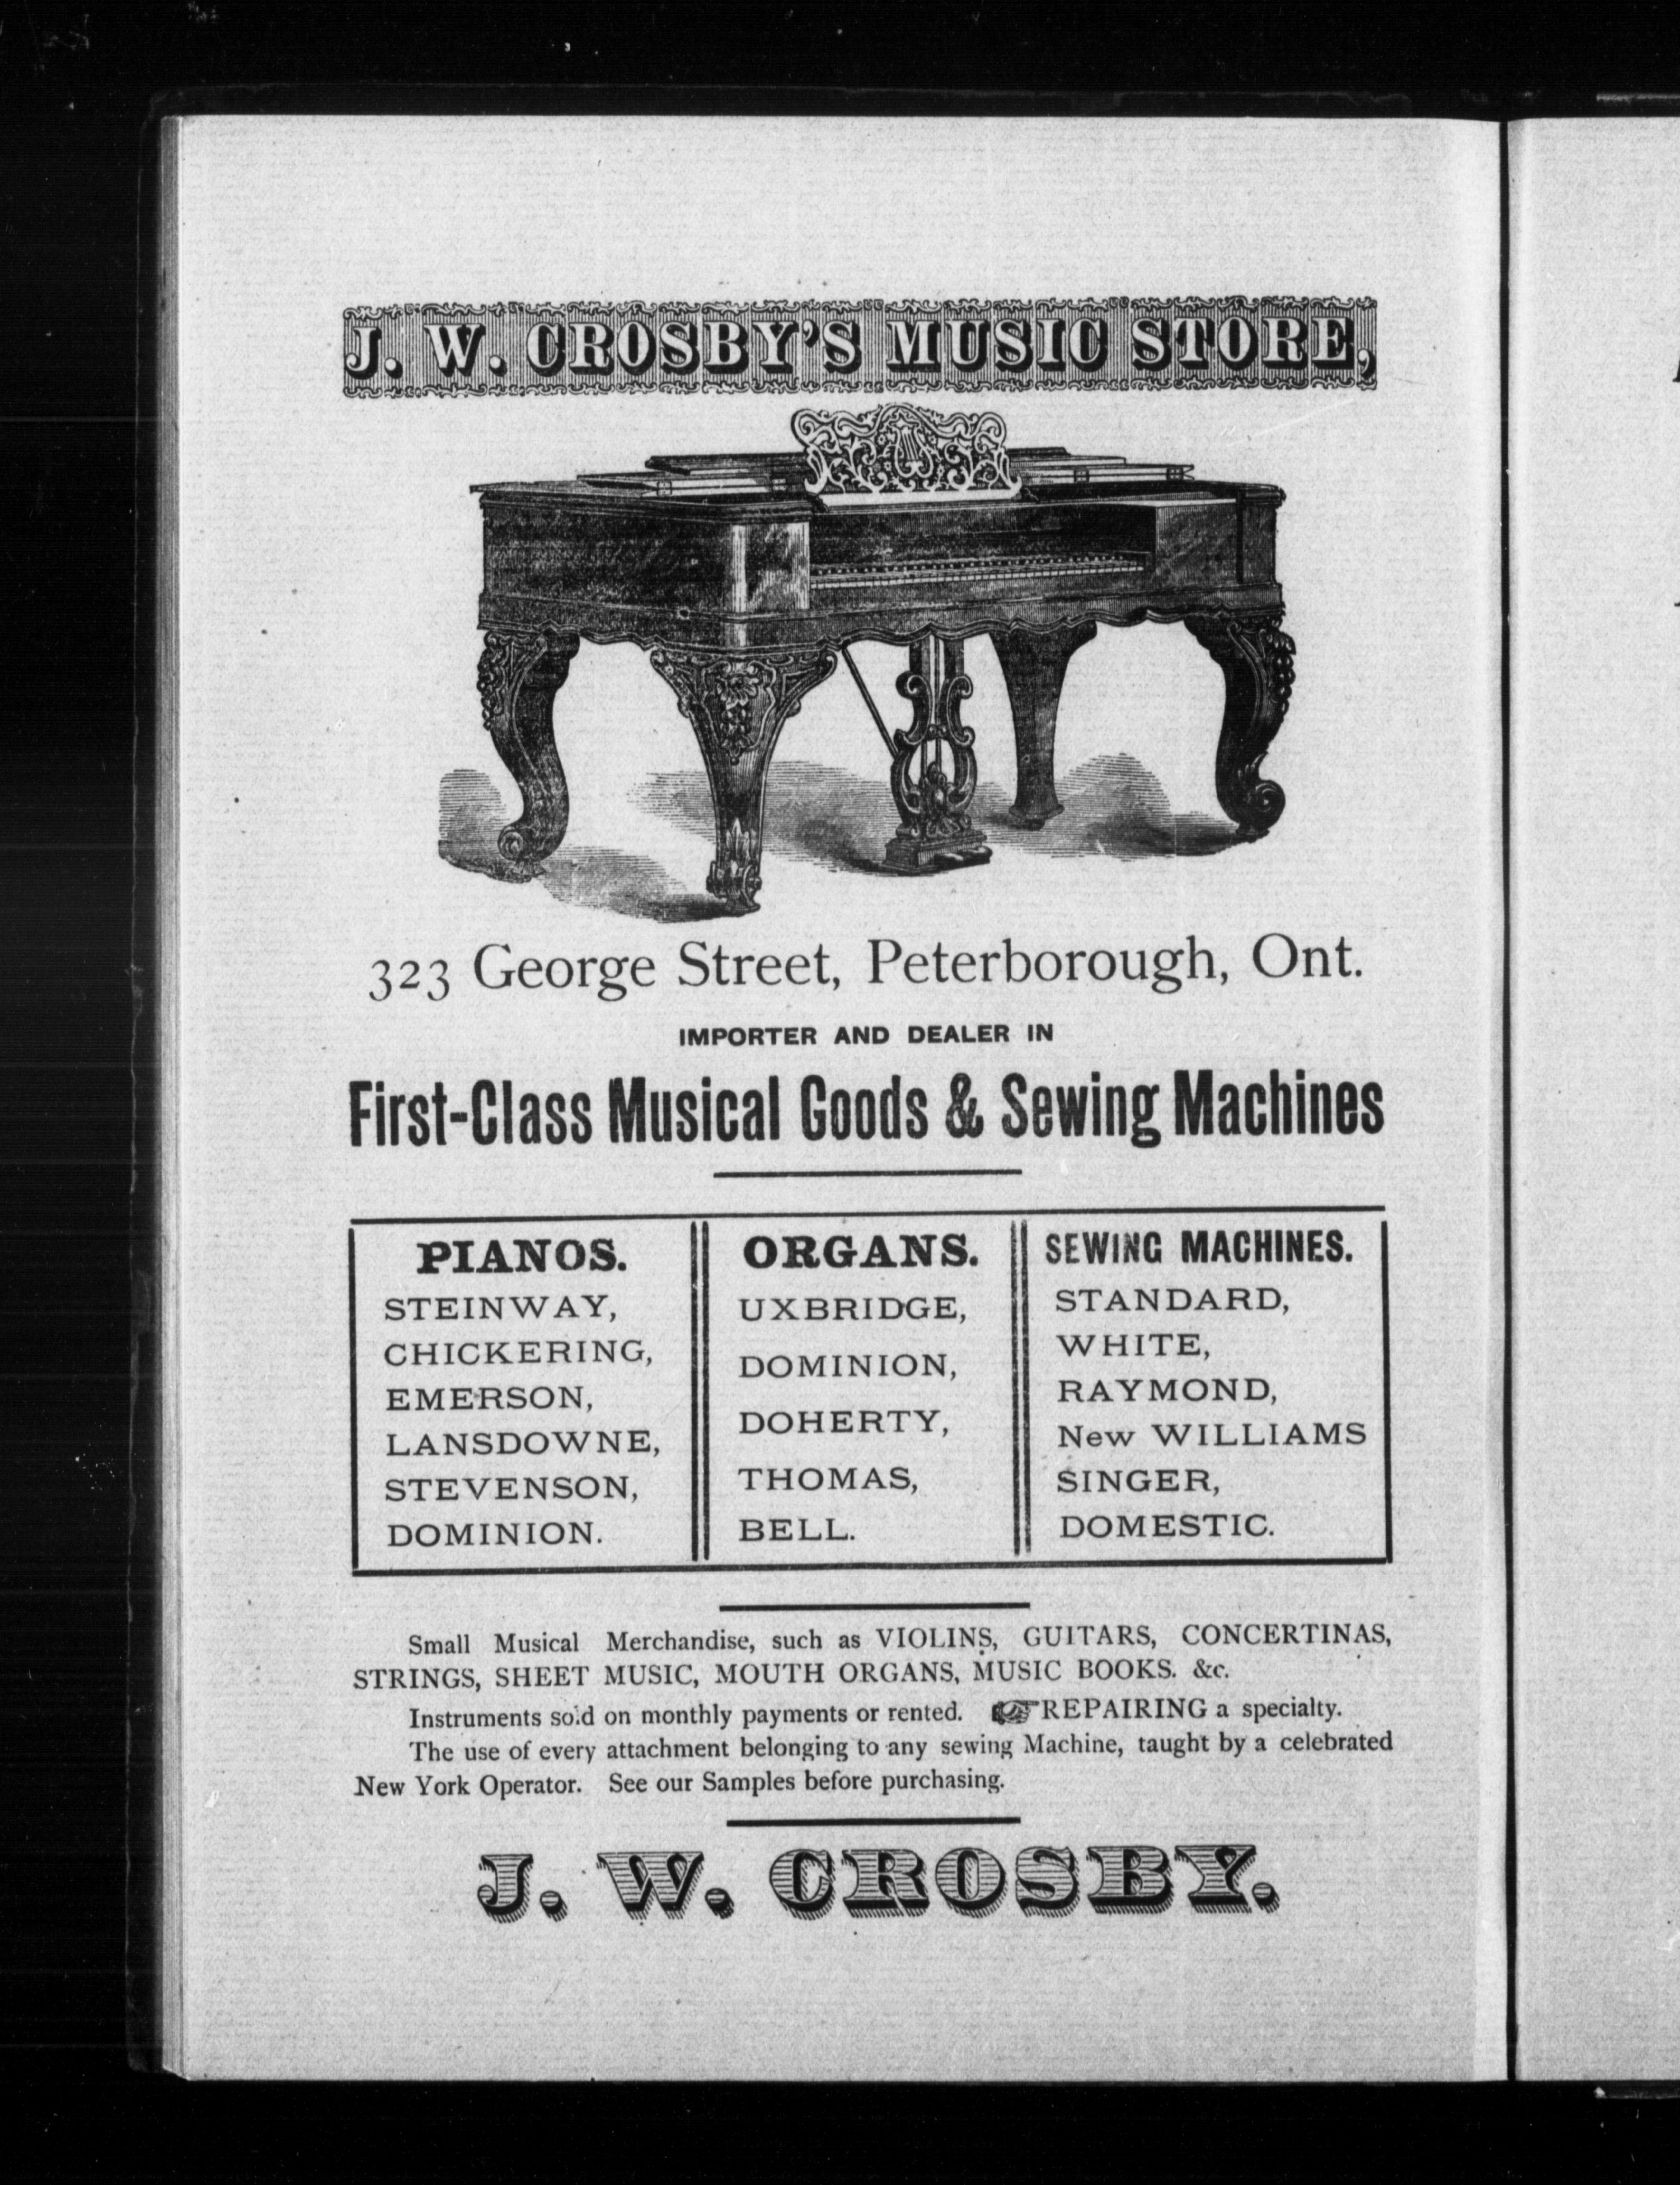 J. W. CROSBY'S MUSIC STORE,
323 George Street, Peterborough, Ont.
IMPORTER AND DEALER IN
First-Class Musical Goods & Sewing Machines
PIANOS.
STEINWAY,
CHICKERING,
EMERSON,
LANSDOWNE,
STEVENSON,
DOMINION.
ORGANS.
UXBRIDGE,
DOMINION,
DOHERTY,
THOMAS,
BELL.
SEWING MACHINES.
STANDARD,
WHITE,
RAYMOND,
New WILLIAMS
SINGER,
DOMESTIC.
Small Musical Merchandise, such as VIOLINS, GUITARS, CONCERTINAS,
STRINGS, SHEET MUSIC, MOUTH ORGANS, MUSIC BOOKS. &c.
Instruments sold on monthly payments or rented. ☞REPAIRING a specialty.
The use of every attachment belonging to any sewing Machine, taught by a celebrated
New York Operator. See our Samples before purchasing.
J. W. CROSBY.